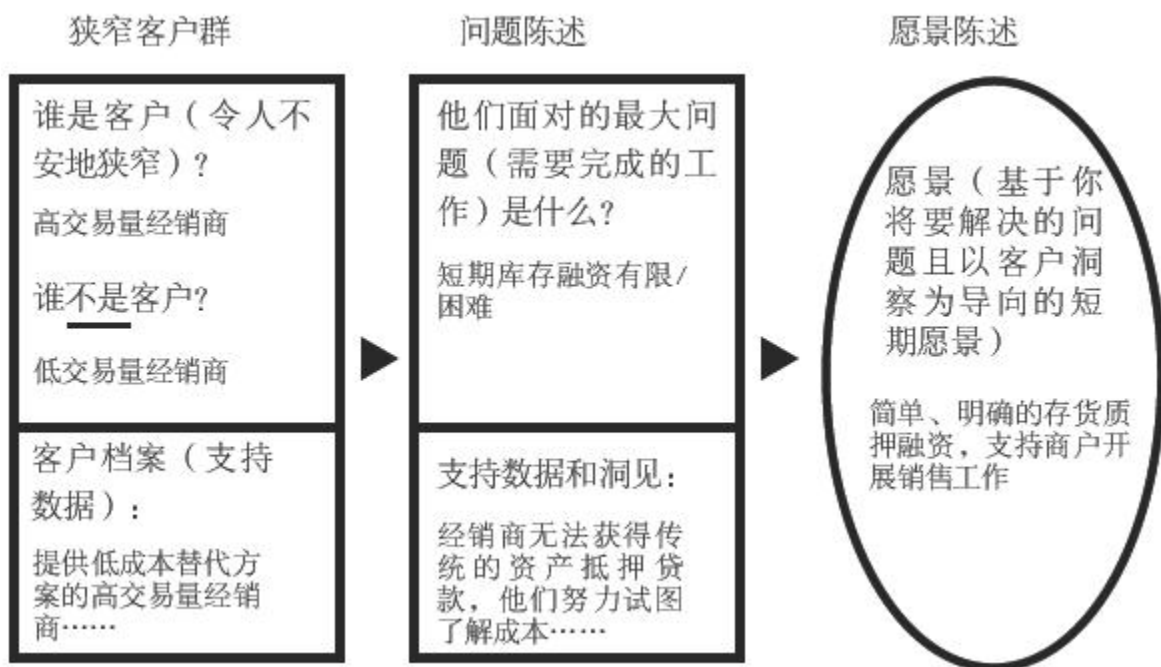 狭窄客户群
谁是客户（令人不
安地狭窄）？
高交易量经销商
谁不是客户？
低交易量经销商
客户档案（支持
数据）：
提供低成本替代方
案的高交易量经销
商……
问题陈述
他们面对的最大问
题（需要完成的工
作）是什么？
短期库存融资有限/
困难
支持数据和洞见：
经销商无法获得传
统的资产抵押贷
款，他们努力试图
了解成本……
愿景陈述
愿景（基于你
将要解决的问
题且以客户洞
察为导向的短
期愿景）
简单、明确的存货质
押融资，支持商户开
展销售工作